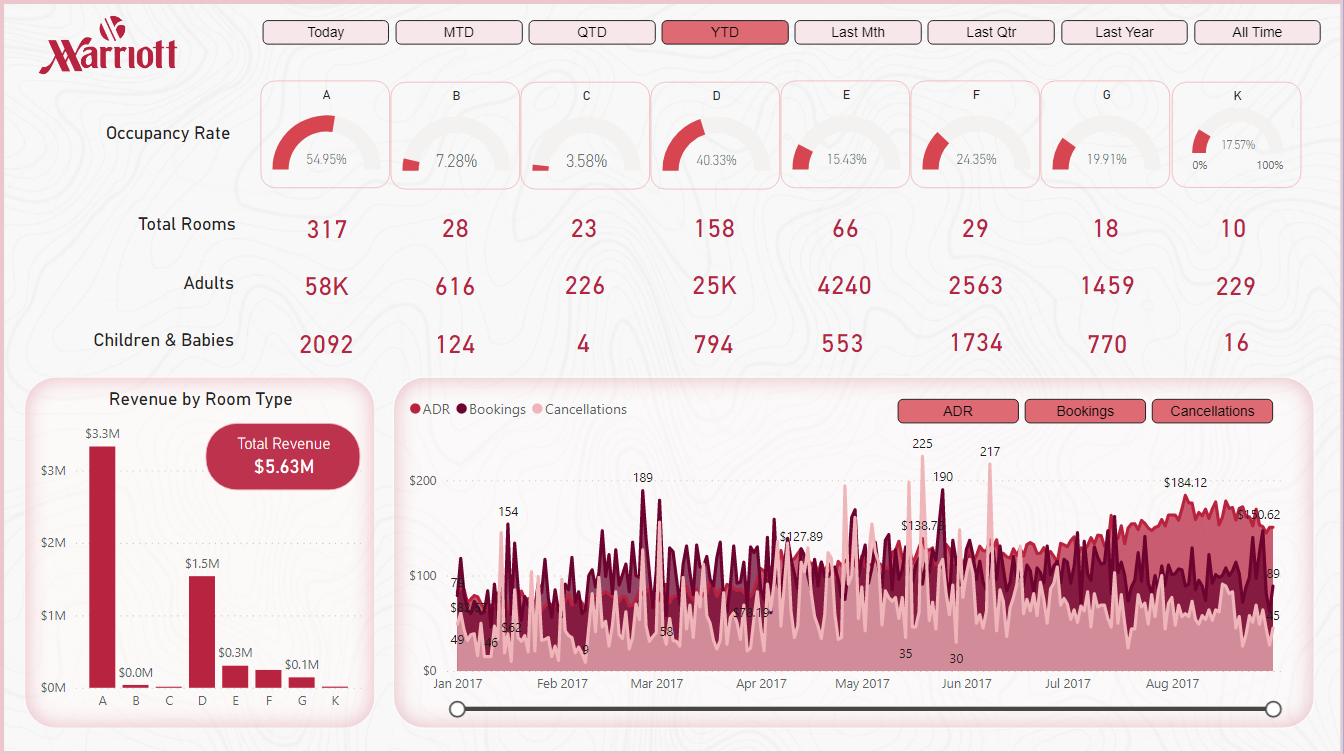 Marriott
Today MTD QTD YTD Last Mth Last Qtr Last Year All Time
A B C D E F G K
Occupancy Rate
54.95% 7.28% 3.58% 40.33% 15.43% 24.35% 19.91% 17.57%
0% 100%
Total Rooms 317 28 23 158 66 29 18 10
Adults 58K 616 226 25K 4240 2563 1459 229
Children & Babies 2092 124 4 794 553 1734 770 16
Revenue by Room Type
Total Revenue
$5.63M
$3.3M
$3M
$2M
$1.5M
$1M
$0.3M
$0.0M
$0.1M
$0M
A B C D E F G K
ADR Bookings Cancellations
ADR Bookings Cancellations
225
217
189
190
$200
$184.12
154
$150.62
$127.89
$100
89
$73.19
$62
58
49
46
9
35
30
$0
Jan 2017 Feb 2017 Mar 2017 Apr 2017 May 2017 Jun 2017 Jul 2017 Aug 2017